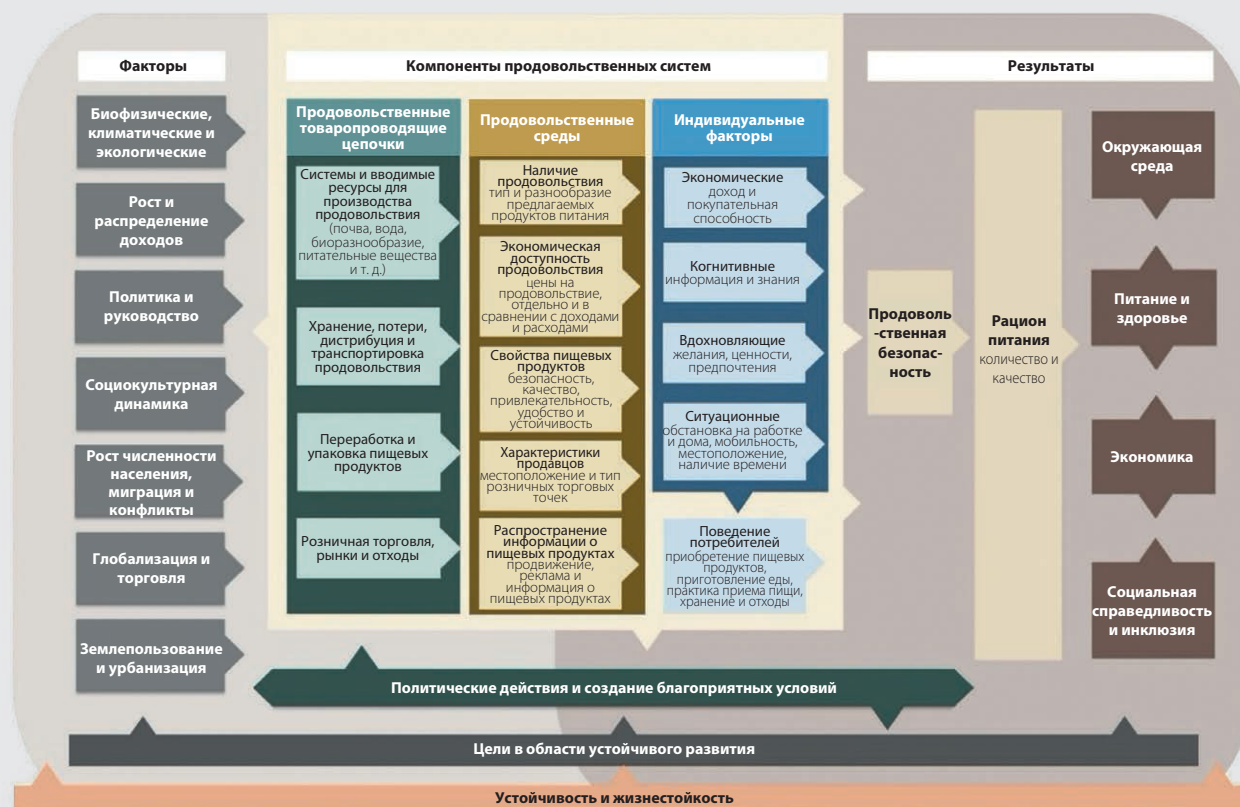 Факторы
Компоненты продовольственных систем
Результаты
Биофизические,
климатические и
экологические
Рост и
распределение
доходов
Политика и
руководство
Социокультурная
динамика
Рост численности
населения,
миграция и
конфликты
Глобализация и
торговля
Землепользование
и урбанизация
Продовольственные
товаропроводящие
цепочки
Системы и вводимые
ресурсы для
производства
продовольствия
(почва, вода,
биоразнообразие,
питательные вещества
и т. д.)
Хранение, потери,
дистрибуция и
транспортировка
продовольствия
Переработка и
упаковка пищевых
продуктов
Розничная торговля,
рынки и отходы
Продовольственные
среды
Наличие
продовольствия
тип и разнообразие
предлагаемых
продуктов питания
Экономическая
доступность
продовольствия
цены на
продовольствие,
отдельно и в
сравнении с доходами
и расходами
Свойства пищевых
продуктов
безопасность,
качество,
привлекательность,
удобство и
устойчивость
Характеристики
продавцов
местоположение и тип
розничных торговых
точек
Распространение
информации о
пищевых продуктах
продвижение,
реклама и
информация о
пищевых продуктах
Индивидуальные
факторы
Экономические
доход и
покупательная
способность
Когнитивные
информация и знания
Вдохновляющие
желания, ценности,
предпочтения
Ситуационные
обстановка на работке
и дома, мобильность,
местоположение,
наличие времени
Поведение
потребителей
приобретение пищевых
продуктов,
приготовление еды,
практика приема пищи,
хранение и отходы
Продоволь
-ственная
безопас-
ность
Рацион
питания
количество и
качество
Окружающая
среда
Питание и
здоровье
Экономика
Социальная
справедливость
и инклюзия
Политические действия и создание благоприятных условий
Цели в области устойчивого развития
Устойчивость и жизнестойкость